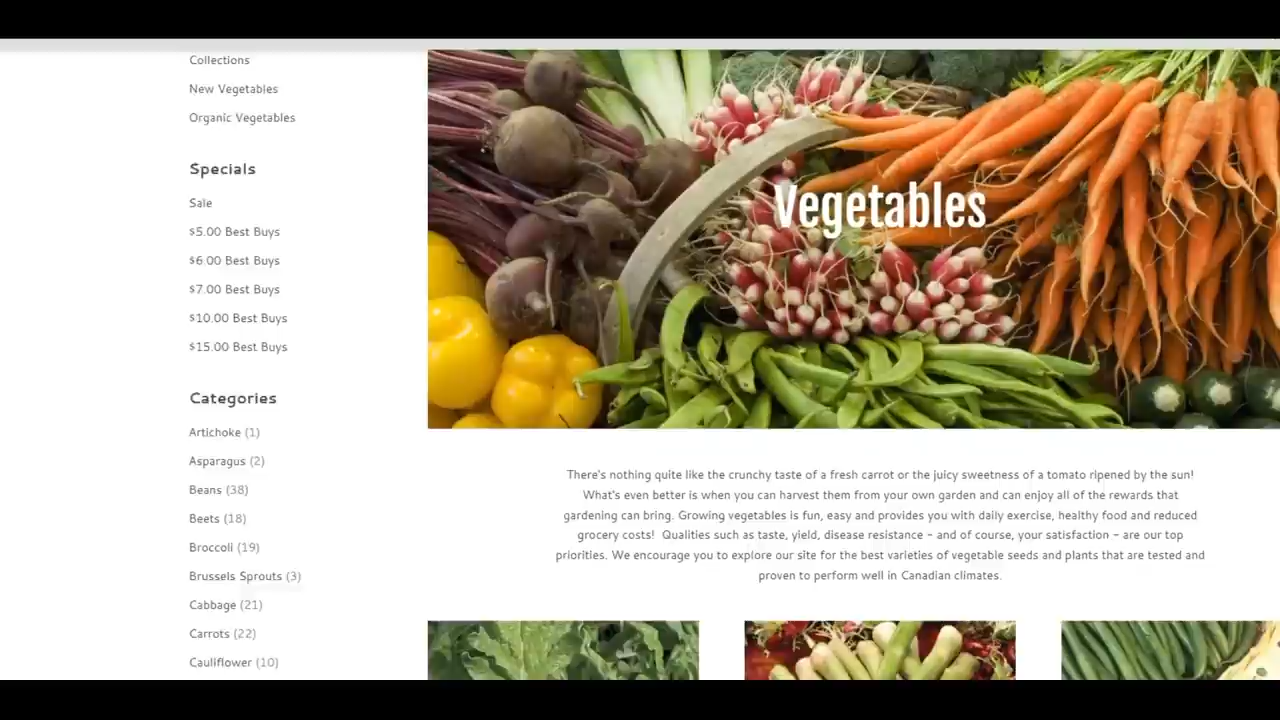 Collections
New Vegetables
Organic Vegetables
Specials
Sale
$5.00 Best Buys
$6.00 Best Buys
$7.00 Best Buys
$10.00 Best Buys
$15.00 Best Buys
Categories
Artichoke (1)
Asparagus (2)
Beans (38)
Beets (18)
Broccoli (19)
Brussels Sprouts (3)
Cabbage (21)
Carrots (22)
Cauliflower (10)
Vegetables
There's nothing quite like the crunchy taste of a fresh carrot or the juicy sweetness of a tomato ripened by the sun!
What's even better is when you can harvest them from your own garden and can enjoy all of the rewards that
gardening can bring. Growing vegetables is fun, easy and provides you with daily exercise, healthy food and reduced
grocery costs! Qualities such as taste, yield, disease resistance - and of course, your satisfaction - are our top
priorities. We encourage you to explore our site for the best varieties of vegetable seeds and plants that are tested and
proven to perform well in Canadian climates.